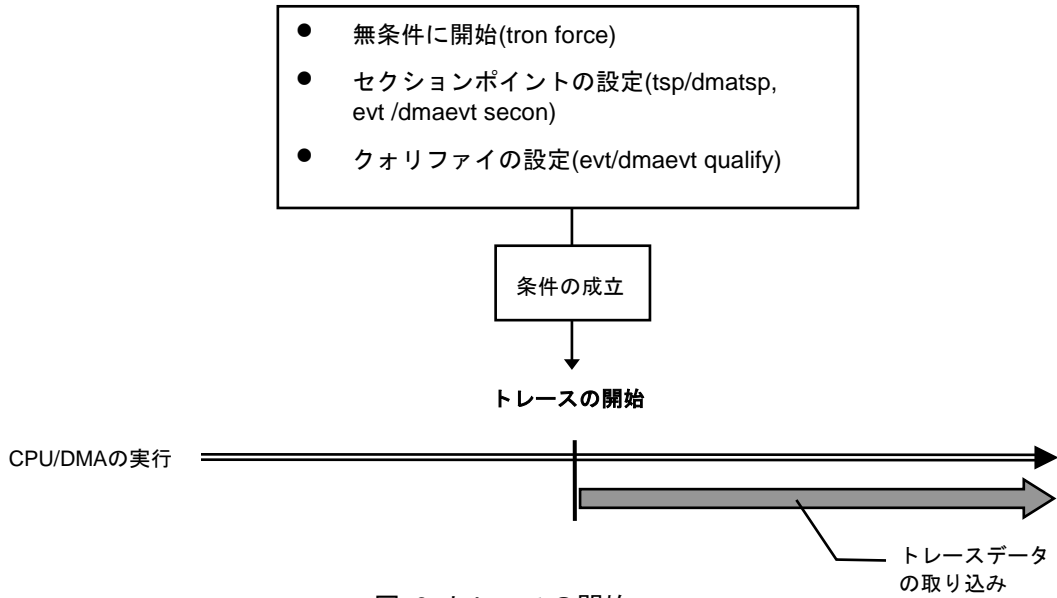 ● 無条件に開始(tron force)
● セクションポイントの設定(tsp/dmatsp,
evt /dmaevt secon)
● クォリファイの設定(evt/dmaevt qualify)
条件の成立
トレースの開始
CPU/DMAの実行
トレースデータ
の取り込み